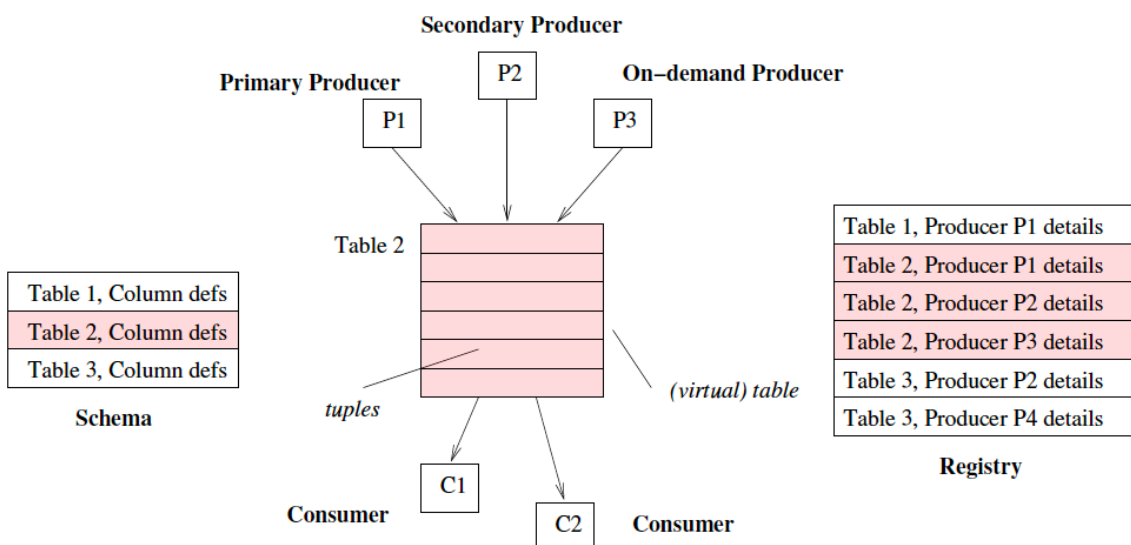 Secondary Producer
P2
On-demand Producer
Primary Producer
P1
P3
Table 2
Table 1, Column defs
Table 2, Column defs
Table 3, Column defs
Schema
tuples
(virtual) table
Table 1, Producer P1 details
Table 2, Producer P1 details
Table 2, Producer P2 details
Table 2, Producer P3 details
Table 3, Producer P2 details
Table 3, Producer P4 details
Registry
C1
Consumer
C2
Consumer